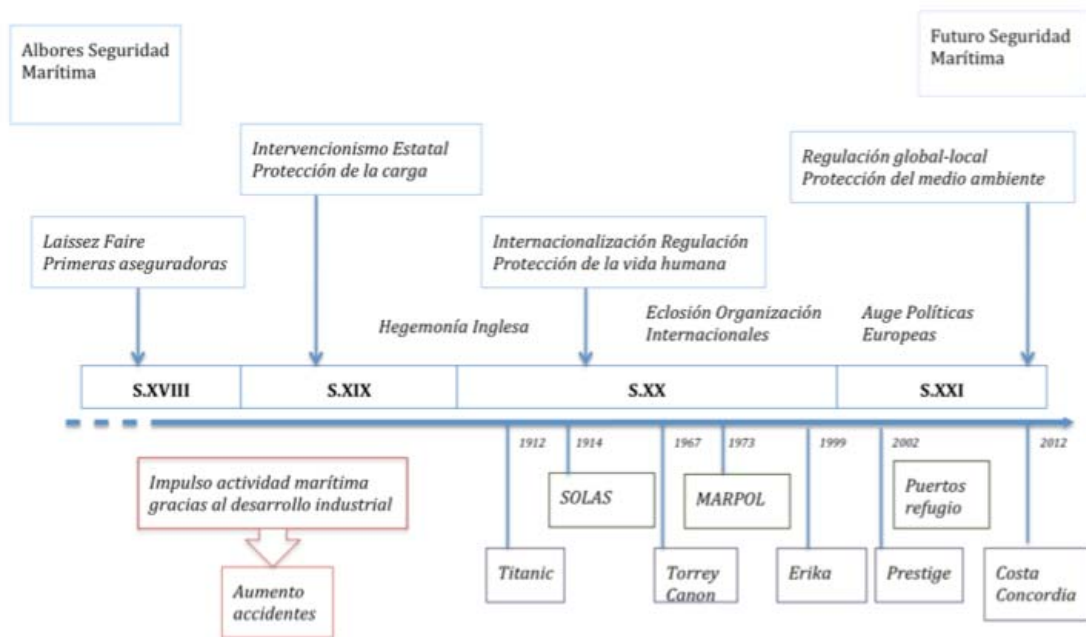 Albores Seguridad
Marítima
Futuro Seguridad
Marítima
Intervencionismo Estatal
Protección de la carga
Regulación global-local
Protección del medio ambiente
Laissez Faire
Primeras aseguradoras
Internacionalización Regulación
Protección de la vida humana
Hegemonía Inglesa
Eclosión Organización
Internacionales
Auge Políticas
Europeas
S.XVIII
S.XIX
S.XX
S.XXI
1912
1914
1967
1973
1999
2002
2012
Impulso actividad marítima
gracias al desarrollo industrial
SOLAS
MARPOL
Puertos
refugio
Aumento
accidentes
Titanic
Torrey
Canon
Erika
Prestige
Costa
Concordia